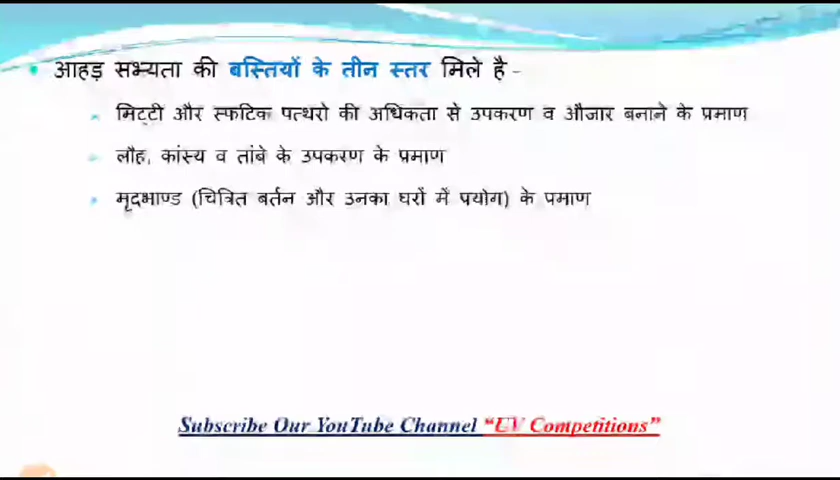 आहड़ सभ्यता की बस्तियों के तीन स्तर मिले है -
मिट्टी और स्फटिक पत्थरो की अधिकता से उपकरण व औजार बनाने के प्रमाण
लौह, कांस्य व तांबे के उपकरण के प्रमाण
मृदभाण्ड (चित्रित बर्तन और उनका घरों में प्रयोग) के प्रमाण
Subscribe Our YouTube Channel “EV Competitions”